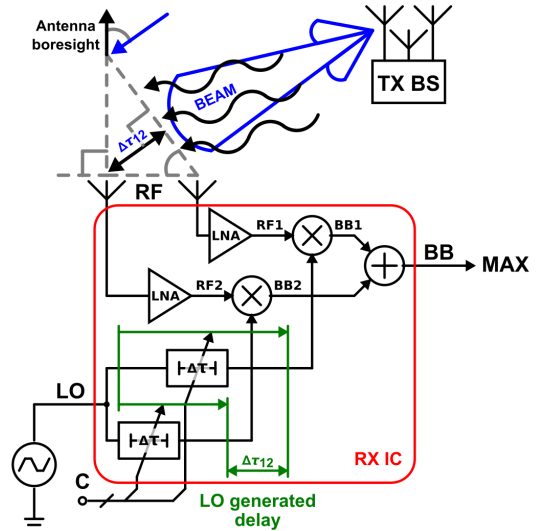 Antenna
boresight
TX BS
BEAM
Δτ12
RF
LNA
RF1
BB1
BB
MAX
LNA
RF2
BB2
Δτ
LO
Δτ
Δτ12
RX IC
C
LO generated
delay